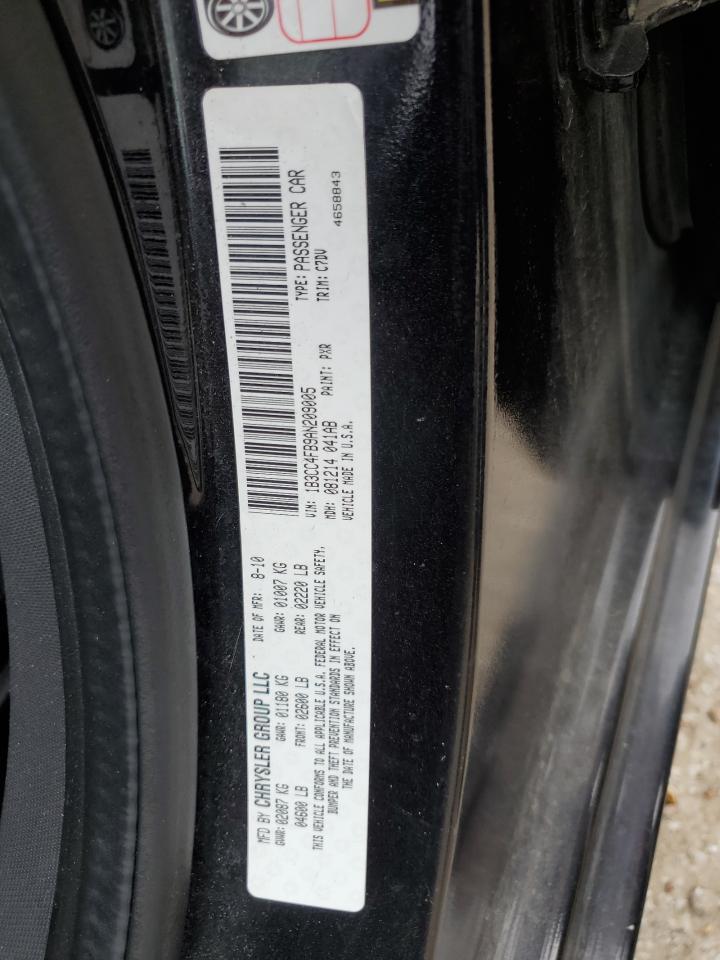 MFD BY CHRYSLER GROUP LLC DATE OF MFR: 8-10
GVWR: 02087 KG GAWR: 01180 KG GAWR: 01007 KG
04600 LB FRONT: 02600 LB REAR: 02220 LB
THIS VEHICLE CONFORMS TO ALL APPLICABLE U.S.A. FEDERAL MOTOR VEHICLE SAFETY,
BUMPER AND THEFT PREVENTION STANDARDS IN EFFECT ON
THE DATE OF MANUFACTURE SHOWN ABOVE.
VIN: 1B3CC4FB9AN209005 TYPE: PASSENGER CAR
MDH: 081214 041AB PAINT: PXR TRIM: C7DV
VEHICLE MADE IN U.S.A. 4658843